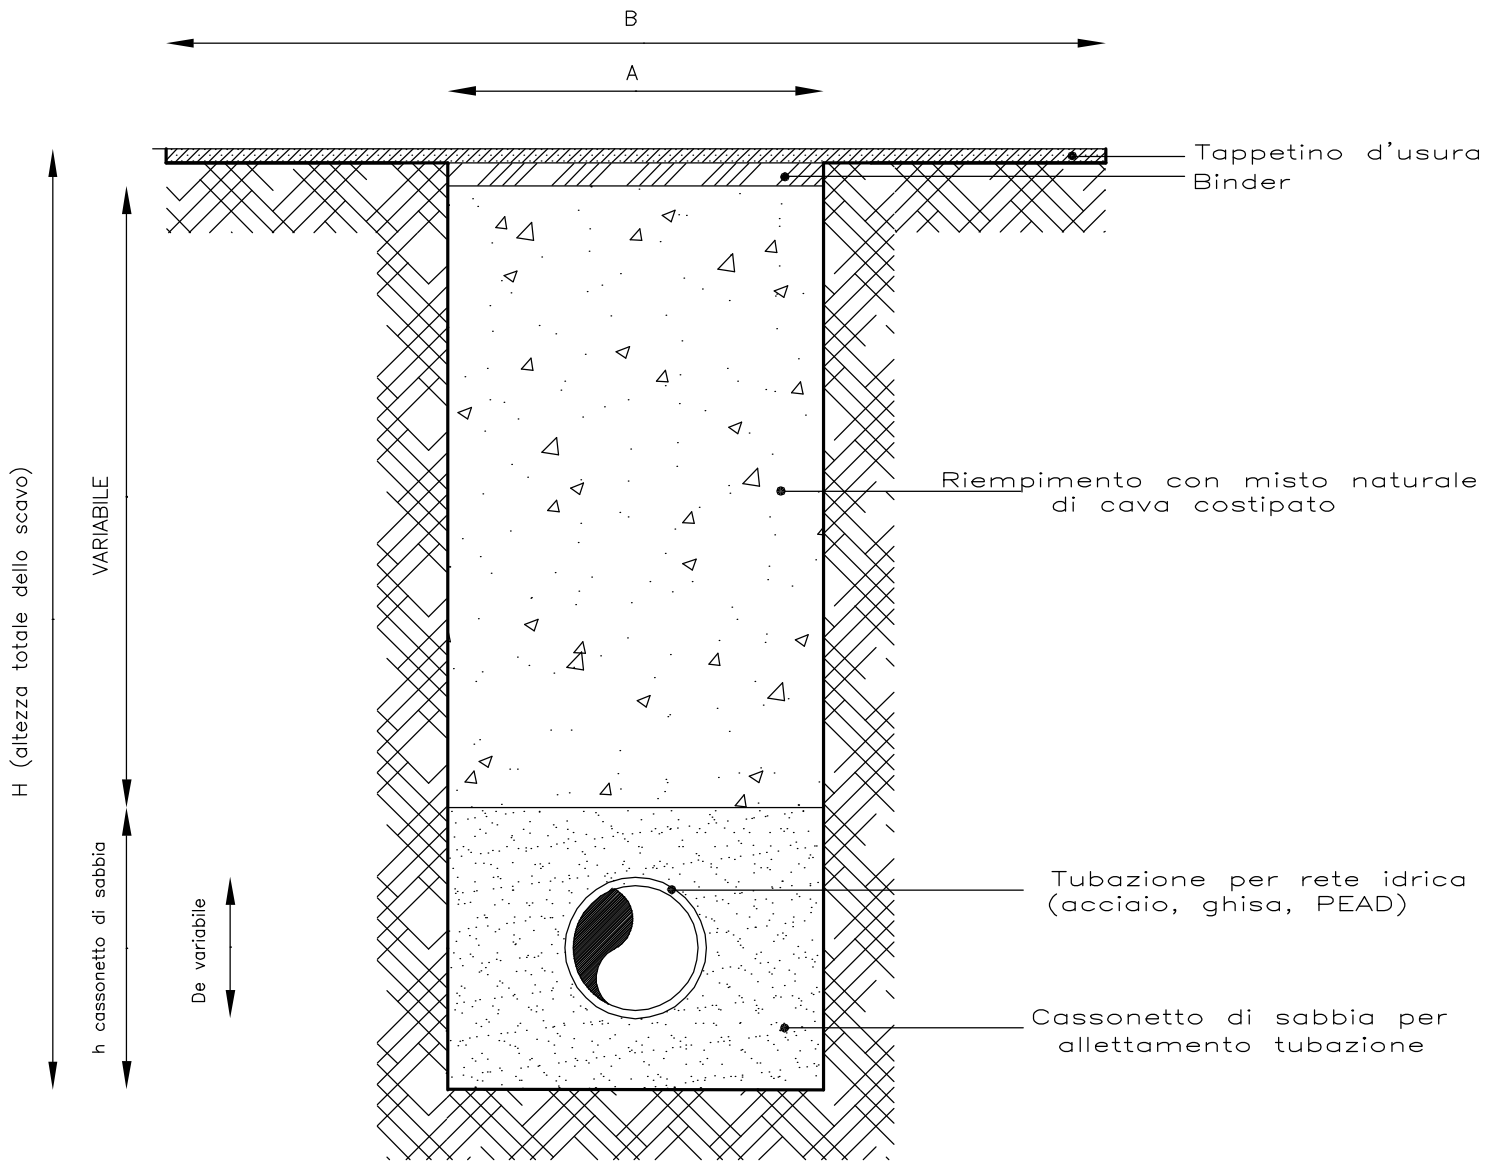 B
A
Tappetino d'usura
Binder
Riempimento con misto naturale
di cava costipato
H (altezza totale dello scavo)
VARIABILE
h cassonetto di sabbia
De variabile
Tubazione per rete idrica
(acciaio, ghisa, PEAD)
Cassonetto di sabbia per
allettamento tubazione